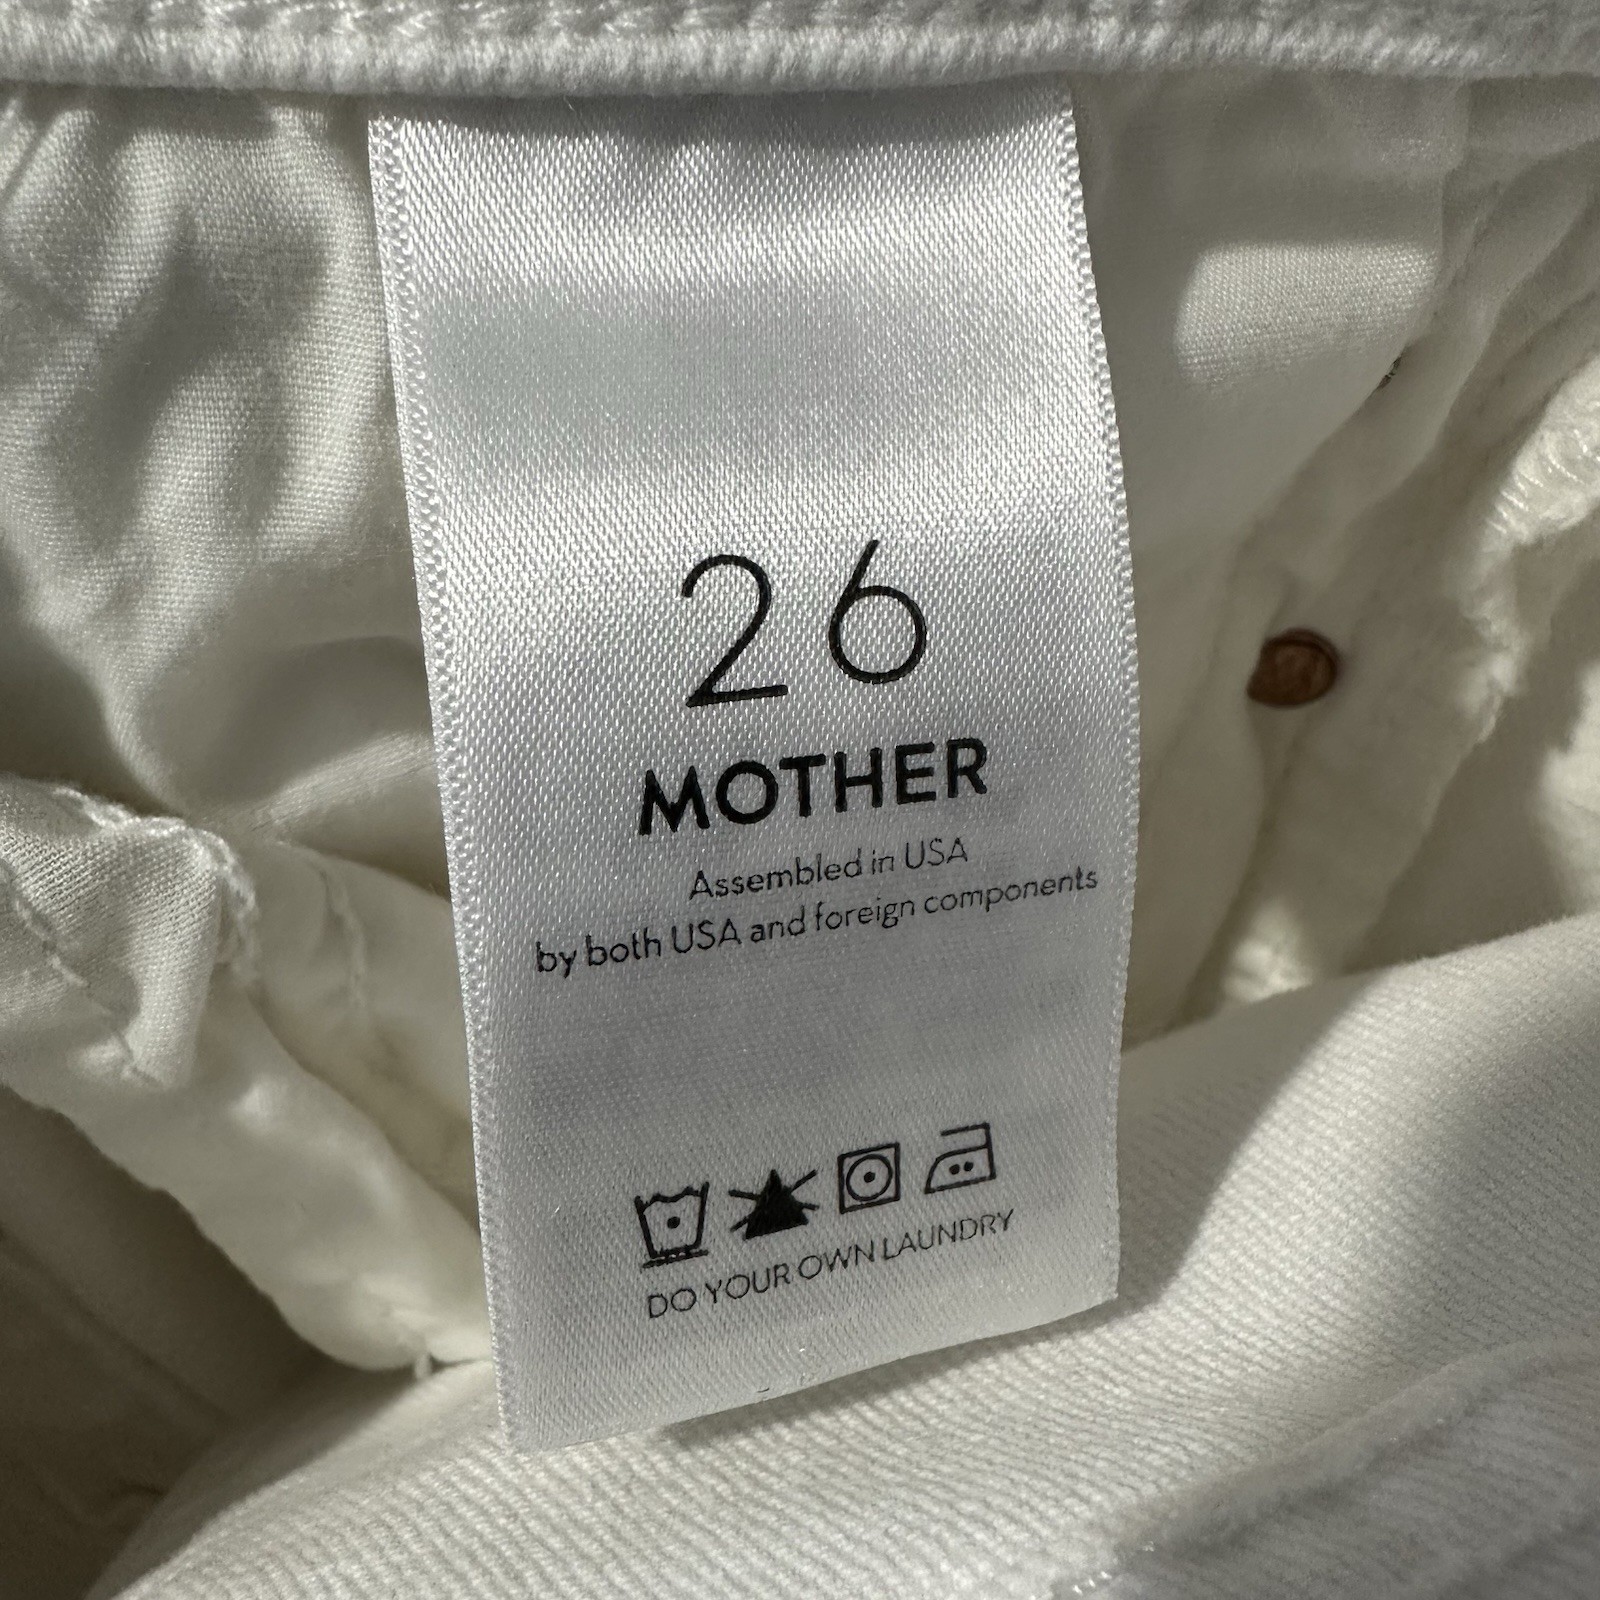 26
MOTHER
Assembled in USA
by both USA and foreign components
DO YOUR OWN LAUNDRY